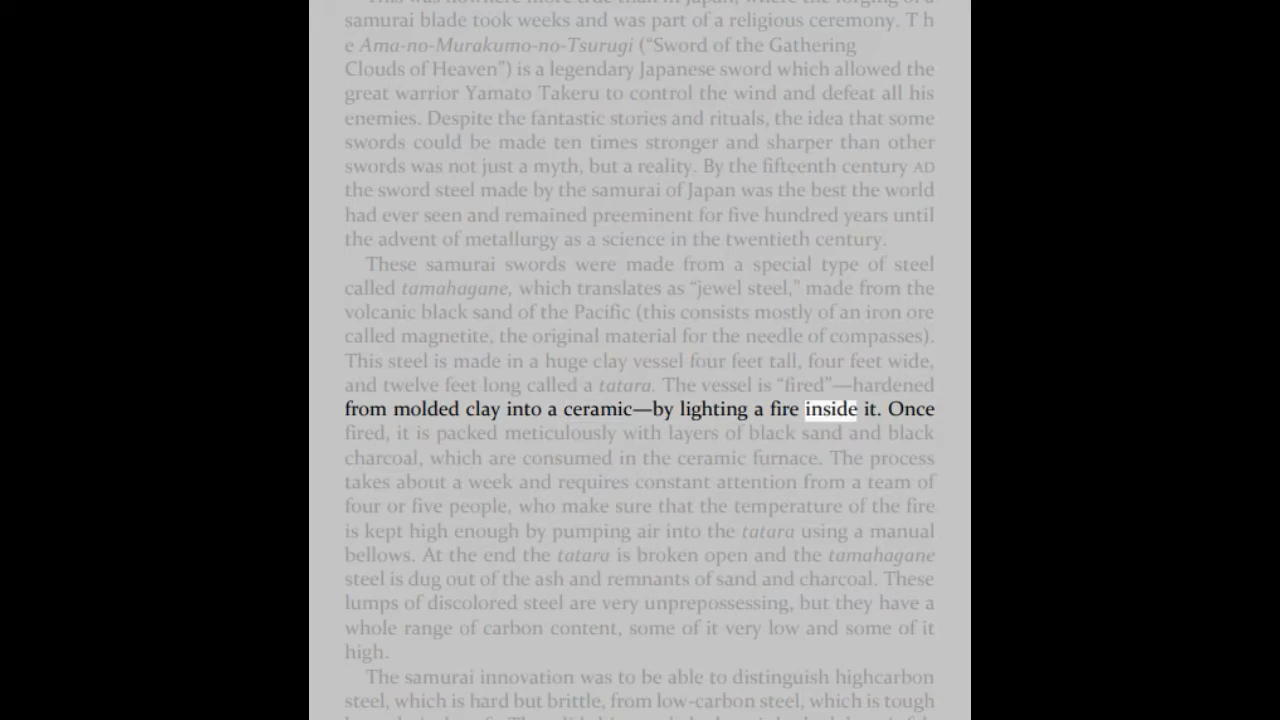 This was nowhere more true than in Japan, where the forging of a
samurai blade took weeks and was part of a religious ceremony. T h
e Ama-no-Murakumo-no-Tsurugi (“Sword of the Gathering
Clouds of Heaven”) is a legendary Japanese sword which allowed the
great warrior Yamato Takeru to control the wind and defeat all his
enemies. Despite the fantastic stories and rituals, the idea that some
swords could be made ten times stronger and sharper than other
swords was not just a myth, but a reality. By the fifteenth century AD
the sword steel made by the samurai of Japan was the best the world
had ever seen and remained preeminent for five hundred years until
the advent of metallurgy as a science in the twentieth century.
These samurai swords were made from a special type of steel
called tamahagane, which translates as “jewel steel,” made from the
volcanic black sand of the Pacific (this consists mostly of an iron ore
called magnetite, the original material for the needle of compasses).
This steel is made in a huge clay vessel four feet tall, four feet wide,
and twelve feet long called a tatara. The vessel is “fired”—hardened
from molded clay into a ceramic—by lighting a fire inside it. Once
fired, it is packed meticulously with layers of black sand and black
charcoal, which are consumed in the ceramic furnace. The process
takes about a week and requires constant attention from a team of
four or five people, who make sure that the temperature of the fire
is kept high enough by pumping air into the tatara using a manual
bellows. At the end the tatara is broken open and the tamahagane
steel is dug out of the ash and remnants of sand and charcoal. These
lumps of discolored steel are very unprepossessing, but they have a
whole range of carbon content, some of it very low and some of it
high.
The samurai innovation was to be able to distinguish highcarbon
steel, which is hard but brittle, from low-carbon steel, which is tough